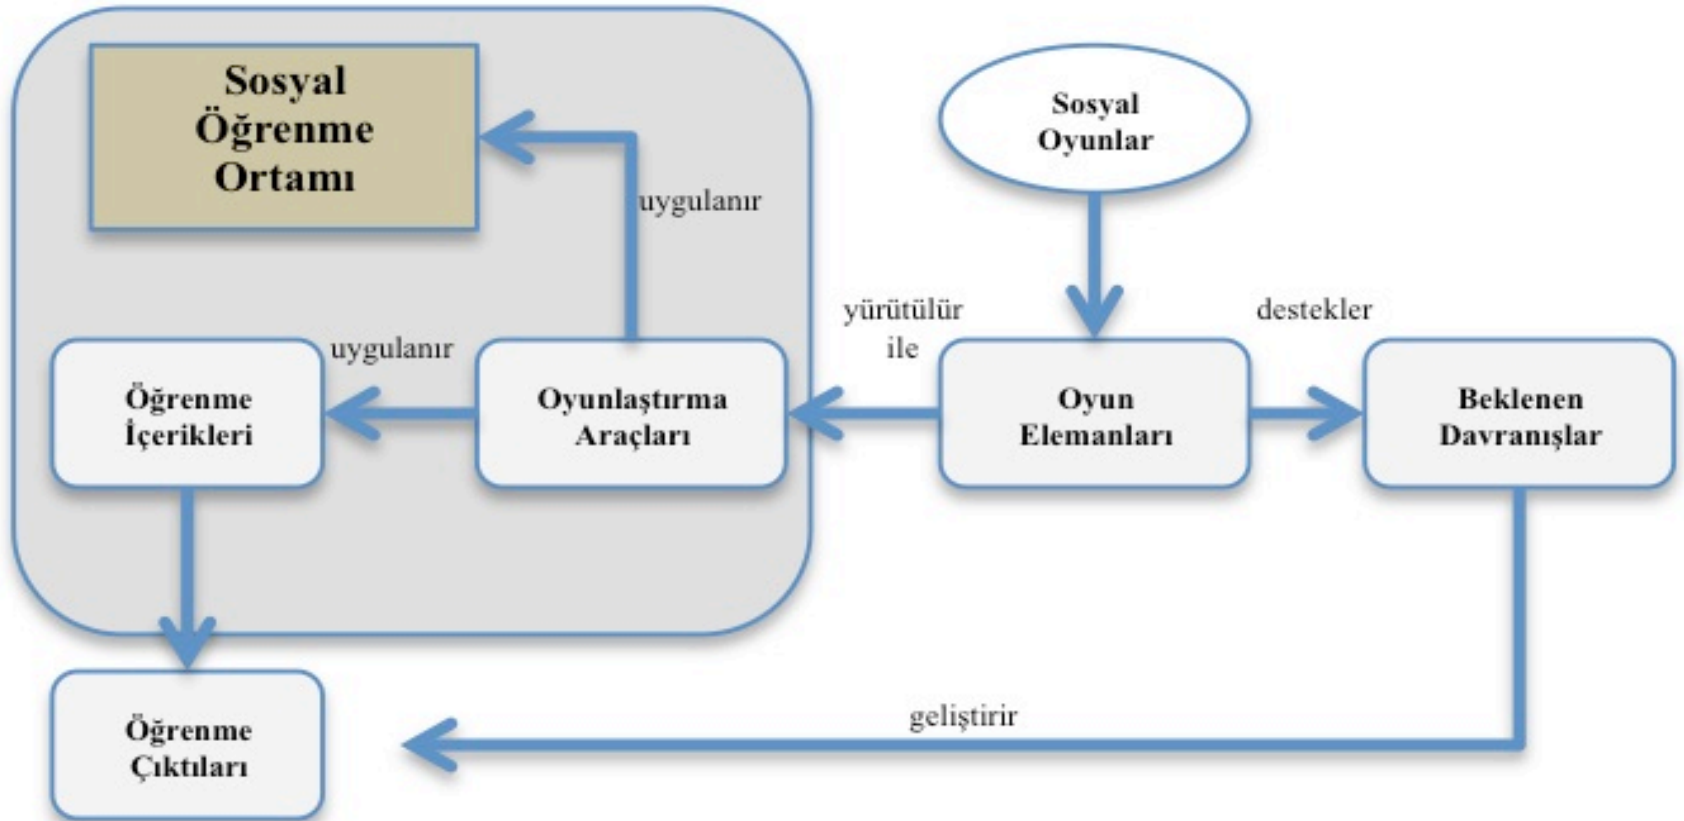 Sosyal
Öğrenme
Ortamı
Sosyal
Oyunlar
uygulanır
yürütülür
ile
destekler
uygulanır
Öğrenme
İçerikleri
Oyunlaştırma
Araçları
Oyun
Elemanları
Beklenen
Davranışlar
geliştirir
Öğrenme
Çıktıları